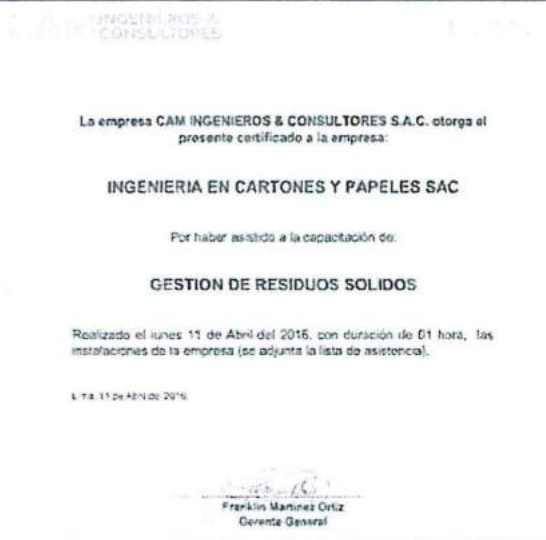 CAM INGENIEROS &
CONSULTORES
La empresa CAM INGENIEROS & CONSULTORES S.A.C. otorga el
presente certificado a la empresa:
INGENIERIA EN CARTONES Y PAPELES SAC
Por haber asistido a la capacitación de:
GESTION DE RESIDUOS SOLIDOS
Realizado el lunes 11 de Abril del 2016, con duración de 01 hora, las
instalaciones de la empresa (se adjunta la lista de asistencia).
Lima, 11 de Abril de 2016
Franklin Martinez Ortiz
Gerente General